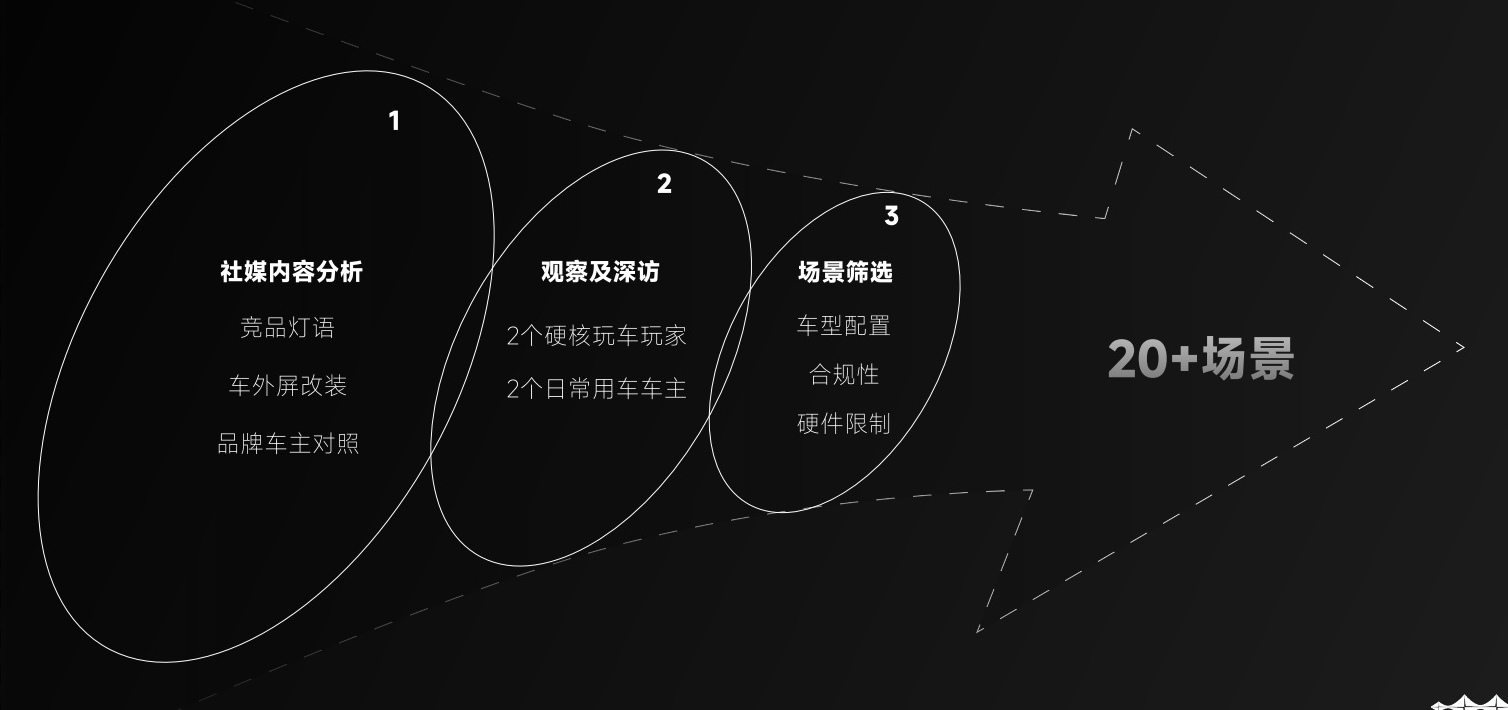 1
社媒内容分析
竞品灯语
车外屏改装
品牌车主对照
2
观察及深访
2个硬核玩车玩家
2个日常用车车主
3
场景筛选
车型配置
合规性
硬件限制
20+场景